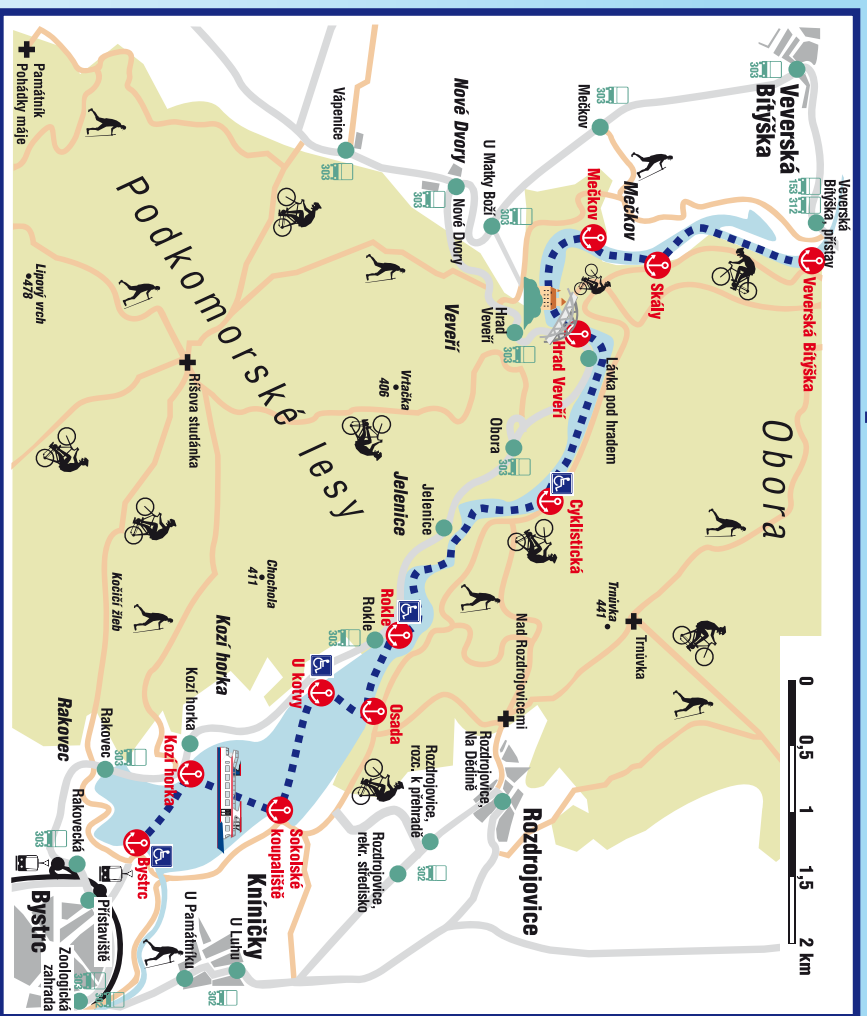 Veverská
Bítýška
303
Veverská
Bítýška, přístav
153 312
Veverská Bítýška
Mečkov
303
Mečkov
Mečkov
Skály
U Matky Boží
303
Nové Dvory
Nové Dvory
303
Vápenice
303
Památník
Pohádky máje
Hrad
Veveří
303
Veveří
Hrad Veveří
Lávka pod hradem
Obora
Obora
303
Cyklistická
Podkomorské lesy
Lipový vrch
478
Říšova studánka
Vrtačka
406
Jelenice
Jelenice
Chochola
411
Kočičí žleb
Trnůvka
441
Trnůvka
Nad Rozdrojovicemi
Rokle
Rokle
303
Osada
U kotvy
Kozí horka
Kozí horka
Kozí horka
Rakovec
Rakovec
303
Rakovecká
303
Sokolské
koupaliště
Bystrc
Bystrc
Přístaviště
Zoologická
zahrada
303
302
U Památníku
U Luhu
302
Kníničky
Rozdrojovice,
Na Dědině
Rozdrojovice,
rozc. k přehradě
302
Rozdrojovice,
rekr. středisko
Rozdrojovice
0
0,5
1
1,5
2 km